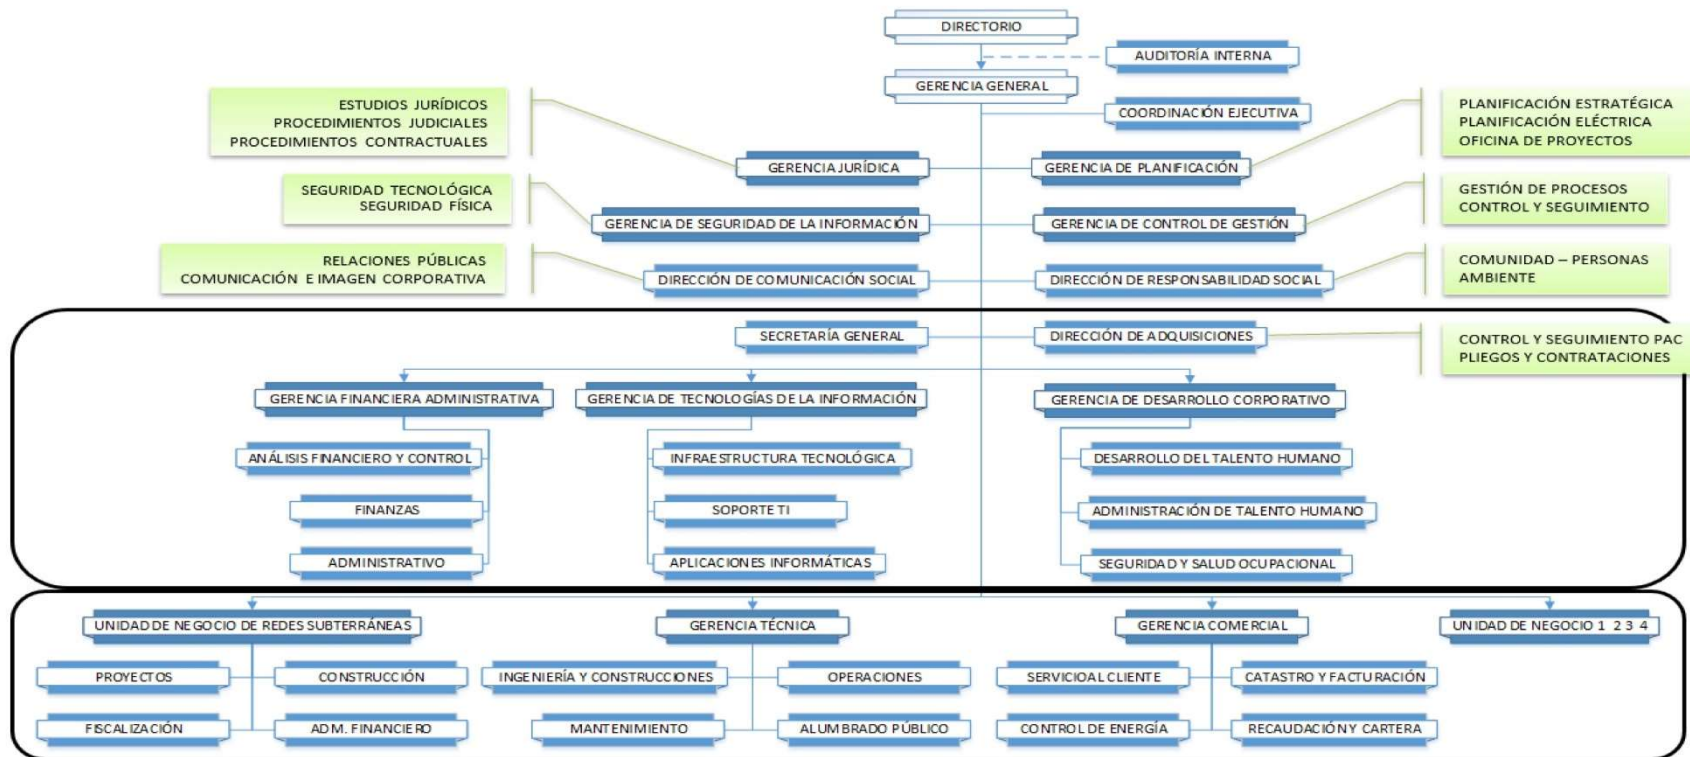 DIRECTORIO
AUDITORÍA INTERNA
GERENCIA GENERAL
COORDINACIÓN EJECUTIVA
ESTUDIOS JURÍDICOS
PROCEDIMIENTOS JUDICIALES
PROCEDIMIENTOS CONTRACTUALES
PLANIFICACIÓN ESTRATÉGICA
PLANIFICACIÓN ELÉCTRICA
OFICINA DE PROYECTOS
GERENCIA JURÍDICA
GERENCIA DE PLANIFICACIÓN
SEGURIDAD TECNOLÓGICA
SEGURIDAD FÍSICA
GESTIÓN DE PROCESOS
CONTROL Y SEGUIMIENTO
GERENCIA DE SEGURIDAD DE LA INFORMACIÓN
GERENCIA DE CONTROL DE GESTIÓN
RELACIONES PÚBLICAS
COMUNICACIÓN E IMAGEN CORPORATIVA
COMUNIDAD – PERSONAS
AMBIENTE
DIRECCIÓN DE COMUNICACIÓN SOCIAL
DIRECCIÓN DE RESPONSABILIDAD SOCIAL
SECRETARÍA GENERAL
DIRECCIÓN DE ADQUISICIONES
CONTROL Y SEGUIMIENTO PAC
PLIEGOS Y CONTRATACIONES
GERENCIA FINANCIERA ADMINISTRATIVA
GERENCIA DE TECNOLOGÍAS DE LA INFORMACIÓN
GERENCIA DE DESARROLLO CORPORATIVO
ANÁLISIS FINANCIERO Y CONTROL
INFRAESTRUCTURA TECNOLÓGICA
DESARROLLO DEL TALENTO HUMANO
FINANZAS
SOPORTE TI
ADMINISTRACIÓN DE TALENTO HUMANO
ADMINISTRATIVO
APLICACIONES INFORMÁTICAS
SEGURIDAD Y SALUD OCUPACIONAL
UNIDAD DE NEGOCIO DE REDES SUBTERRÁNEAS
GERENCIA TÉCNICA
GERENCIA COMERCIAL
UNIDAD DE NEGOCIO 1 2 3 4
PROYECTOS
CONSTRUCCIÓN
INGENIERÍA Y CONSTRUCCIONES
OPERACIONES
SERVICIO AL CLIENTE
CATASTRO Y FACTURACIÓN
FISCALIZACIÓN
ADM. FINANCIERO
MANTENIMIENTO
ALUMBRADO PÚBLICO
CONTROL DE ENERGÍA
RECAUDACIÓN Y CARTERA